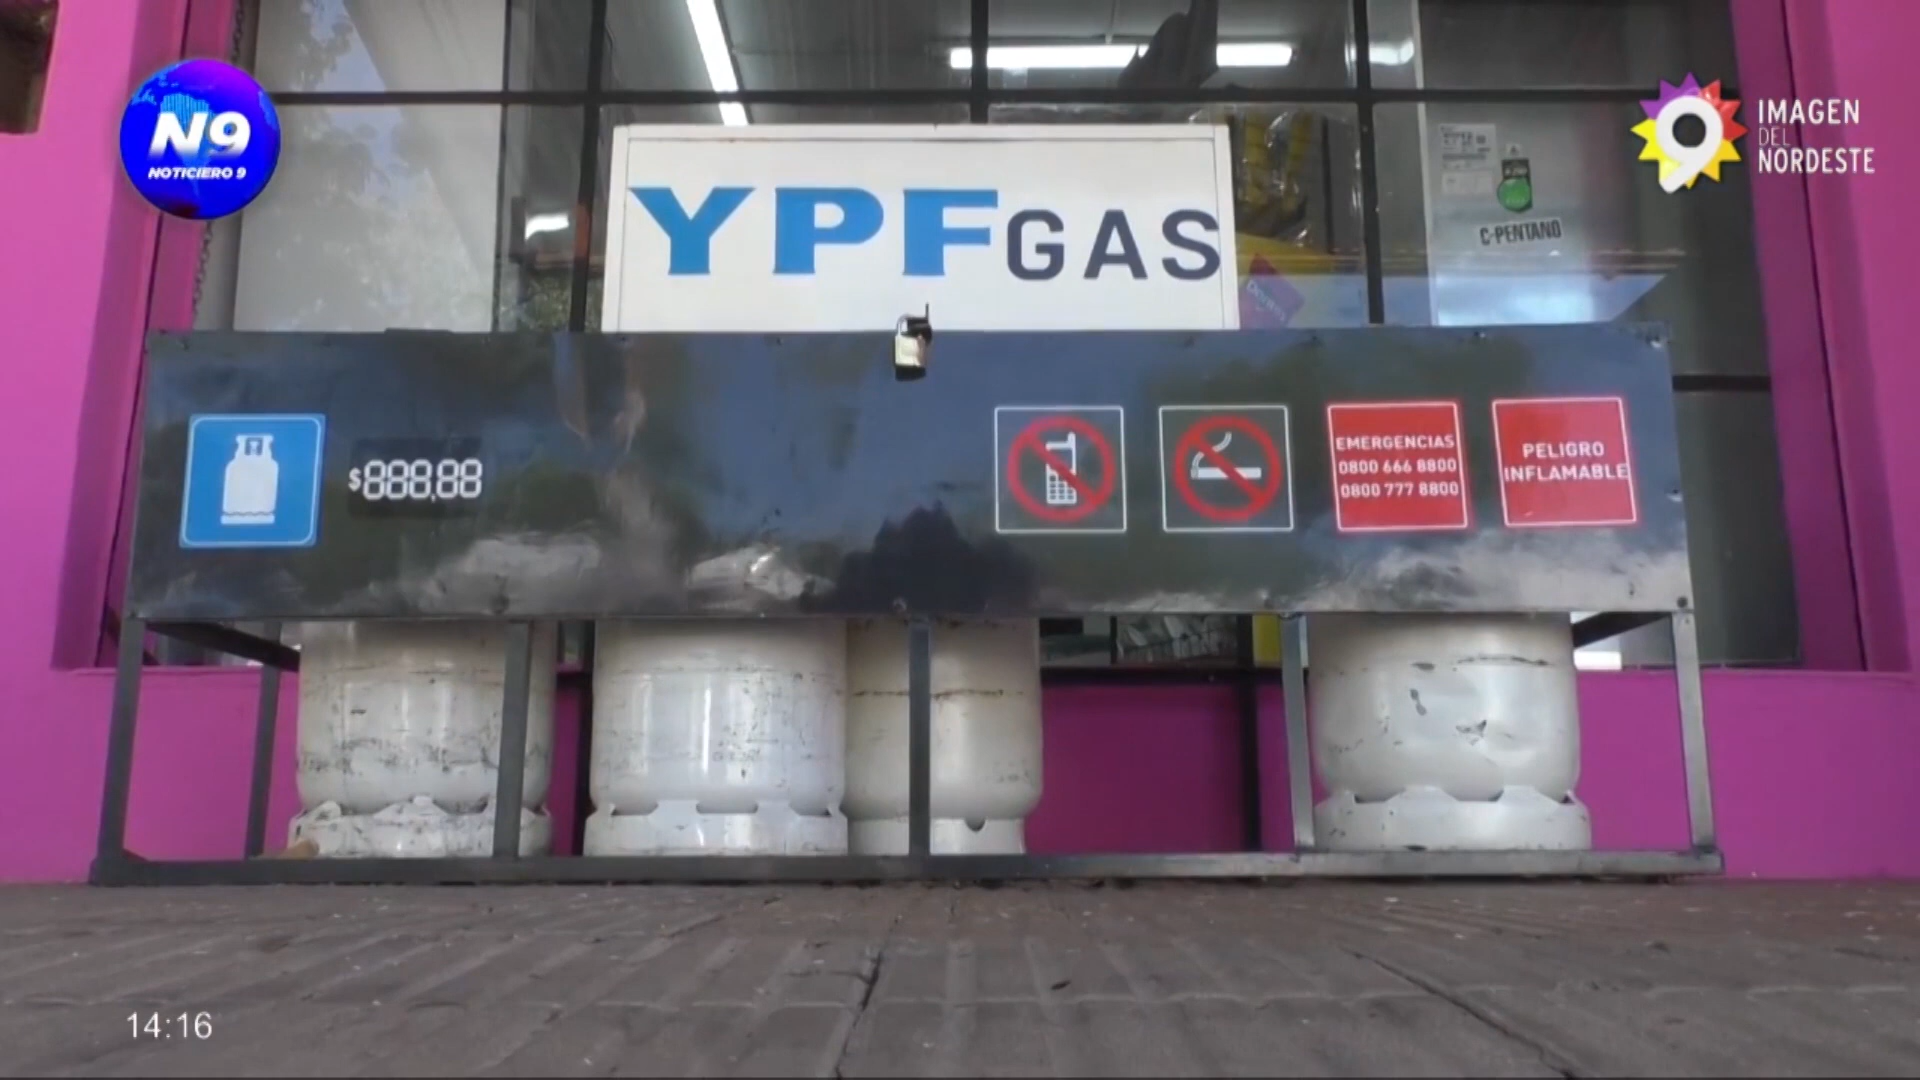 N9
NOTICIERO 9
9
IMAGEN
DEL
NORDESTE
YPF GAS
C-PENTANO
$888,88
EMERGENCIAS
0800 666 8800
0800 777 8800
PELIGRO
INFLAMABLE
14:16